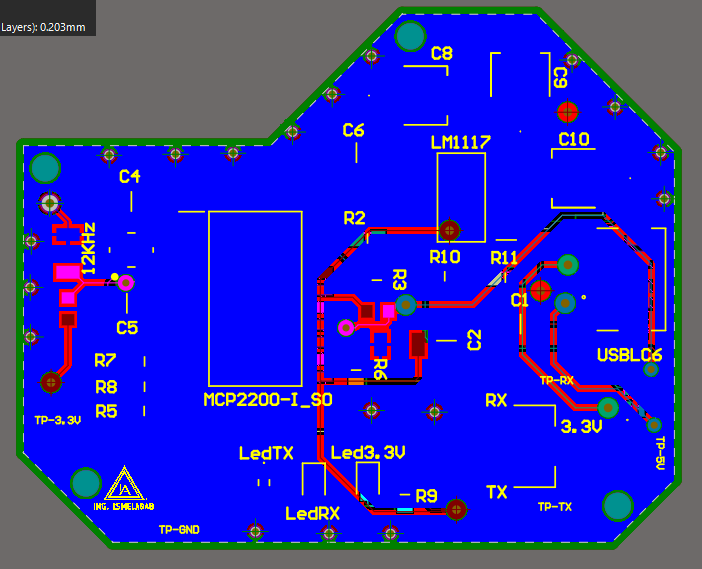 Layers): 0.203mm
C8
C9
C6
LM1117
C10
C4
R2
12KHz
R10
R11
R3
C1
C5
C2
USBLC6
R7
R6
TP-RX
R8
MCP2200-I_SO
RX
R5
TP-3.3V
3.3V
TP-5V
LedTX
Led3.3V
R9
TX
LedRX
TP-TX
TP-GND